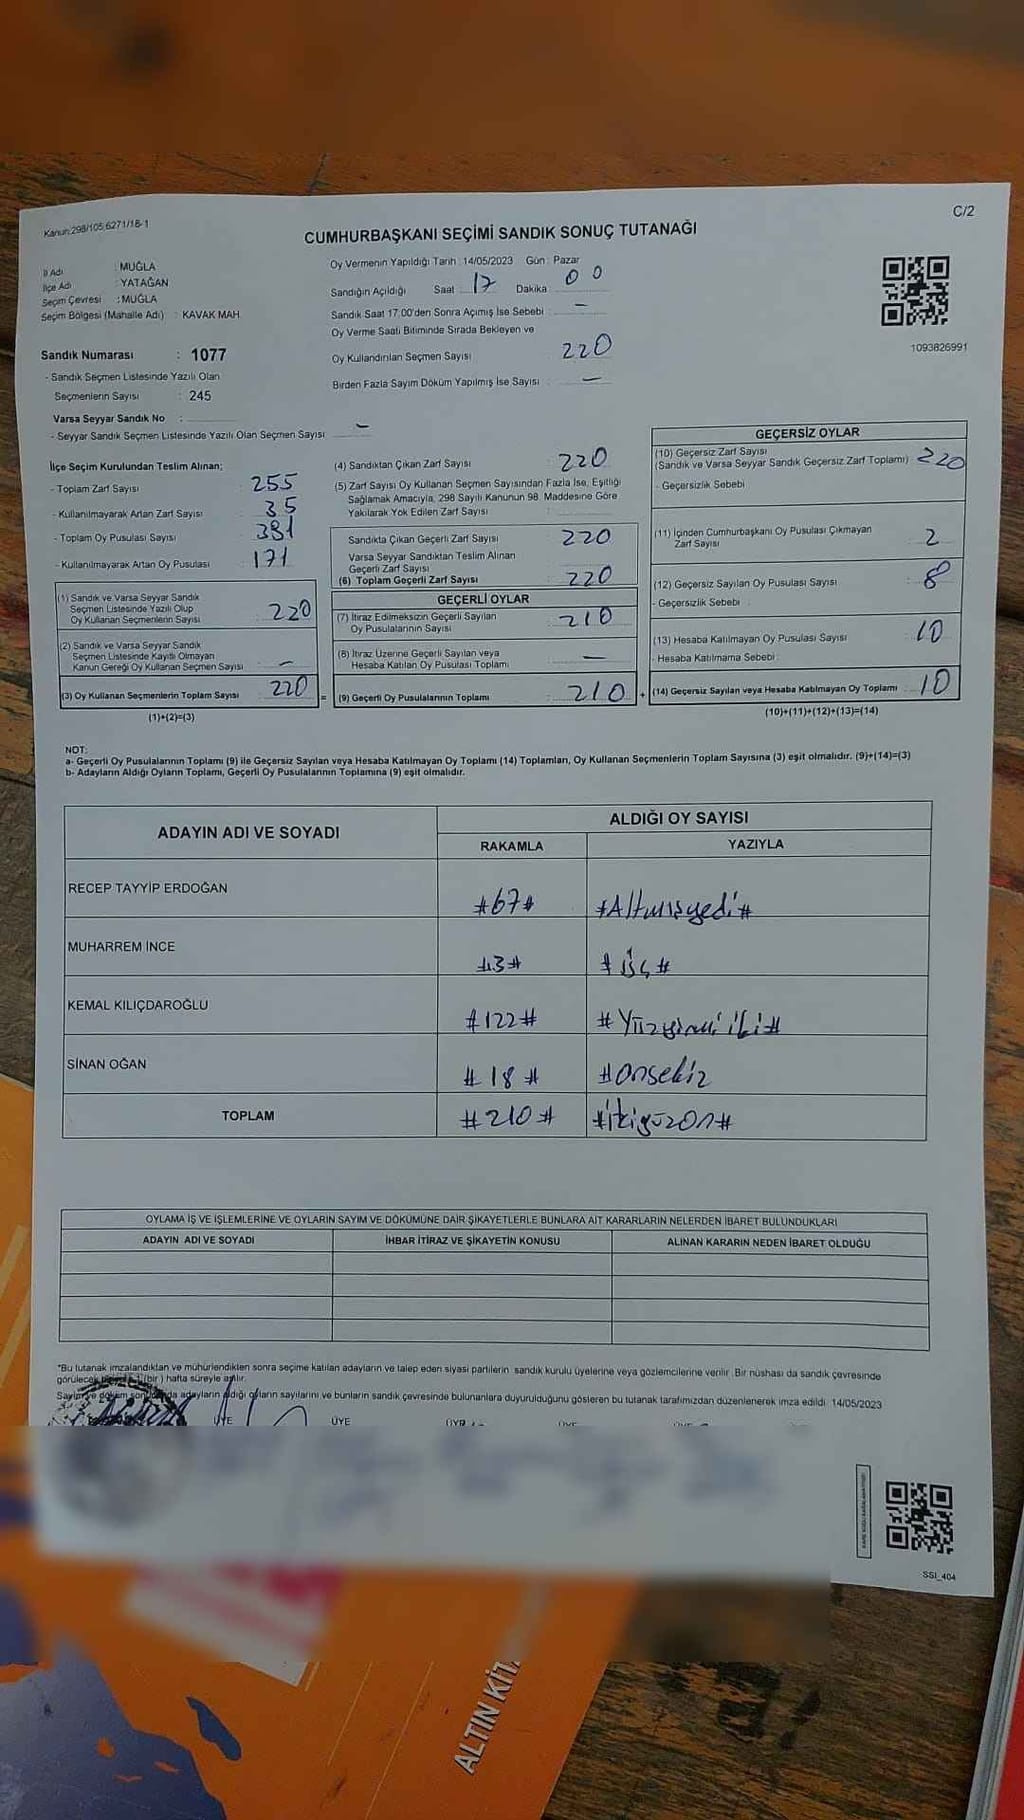 Kanun:298/105;6271/18-1
C/2
CUMHURBAŞKANI SEÇİMİ SANDIK SONUÇ TUTANAĞI
İl Adı : MUĞLA
İlçe Adı : YATAĞAN
Seçim Çevresi : MUĞLA
Seçim Bölgesi (Mahalle Adı) : KAVAK MAH.
Sandık Numarası : 1077
- Sandık Seçmen Listesinde Yazılı Olan
Seçmenlerin Sayısı : 245
Varsa Seyyar Sandık No :
- Seyyar Sandık Seçmen Listesinde Yazılı Olan Seçmen Sayısı –
Oy Vermenin Yapıldığı Tarih : 14/05/2023 Gün : Pazar
Sandığın Açıldığı Saat 17 Dakika 00
Sandık Saat 17.00'den Sonra Açımış İse Sebebi : –
Oy Verme Saati Bitiminde Sırada Bekleyen ve
Oy Kullandırılan Seçmen Sayısı 220
Birden Fazla Sayım Döküm Yapılmış İse Sayısı : –
1093826991
İlçe Seçim Kurulundan Teslim Alınan;
- Toplam Zarf Sayısı 255
- Kullanılmayarak Artan Zarf Sayısı : 35
- Toplam Oy Pusulası Sayısı 381
- Kullanılmayarak Artan Oy Pusulası 171
(1) Sandık ve Varsa Seyyar Sandık
Seçmen Listesinde Yazılı Olup
Oy Kullanan Seçmenlerin Sayısı : 220
(2) Sandık ve Varsa Seyyar Sandık
Seçmen Listesinde Kayıtlı Olmayan
Kanun Gereği Oy Kullanan Seçmen Sayısı –
(3) Oy Kullanan Seçmenlerin Toplam Sayısı 220 =
(1)+(2)=(3)
(4) Sandıktan Çıkan Zarf Sayısı : 220
(5) Zarf Sayısı Oy Kullanan Seçmen Sayısından Fazla İse, Eşitliği
Sağlamak Amacıyla, 298 Sayılı Kanunun 98. Maddesine Göre
Yakılarak Yok Edilen Zarf Sayısı :
Sandıkta Çıkan Geçerli Zarf Sayısı : 220
Varsa Seyyar Sandıktan Teslim Alınan
Geçerli Zarf Sayısı
(6) Toplam Geçerli Zarf Sayısı : 220
GEÇERLİ OYLAR
(7) İtiraz Edilmeksizin Geçerli Sayılan
Oy Pusulalarının Sayısı : 210
(8) İtiraz Üzerine Geçerli Sayılan veya
Hesaba Katılan Oy Pusulası Toplamı : –
(9) Geçerli Oy Pusulalarının Toplamı : 210 +
GEÇERSİZ OYLAR
(10) Geçersiz Zarf Sayısı
(Sandık ve Varsa Seyyar Sandık Geçersiz Zarf Toplamı) 220
- Geçersizlik Sebebi
(11) İçinden Cumhurbaşkanı Oy Pusulası Çıkmayan
Zarf Sayısı 2
(12) Geçersiz Sayılan Oy Pusulası Sayısı : 8
- Geçersizlik Sebebi :
(13) Hesaba Katılmayan Oy Pusulası Sayısı : 10
- Hesaba Katılmama Sebebi :
(14) Geçersiz Sayılan veya Hesaba Katılmayan Oy Toplamı : 10
(10)+(11)+(12)+(13)=(14)
NOT:
a- Geçerli Oy Pusulalarının Toplamı (9) ile Geçersiz Sayılan veya Hesaba Katılmayan Oy Toplamı (14) Toplamları, Oy Kullanan Seçmenlerin Toplam Sayısına (3) eşit olmalıdır. (9)+(14)=(3)
b- Adayların Aldığı Oyların Toplamı, Geçerli Oy Pusulalarının Toplamına (9) eşit olmalıdır.
ADAYIN ADI VE SOYADI
ALDIĞI OY SAYISI
RAKAMLA YAZIYLA
RECEP TAYYİP ERDOĞAN #67# #Altmışyedi#
MUHARREM İNCE #3# #üç#
KEMAL KILIÇDAROĞLU #122# #Yüzyirmi iki#
SİNAN OĞAN #18# #Onsekiz
TOPLAM #210# #ikiyüzon#
OYLAMA İŞ VE İŞLEMLERİNE VE OYLARIN SAYIM VE DÖKÜMÜNE DAİR ŞİKAYETLERLE BUNLARA AİT KARARLARIN NELERDEN İBARET BULUNDUKLARI
ADAYIN ADI VE SOYADI İHBAR İTİRAZ VE ŞİKAYETİN KONUSU ALINAN KARARIN NEDEN İBARET OLDUĞU
*Bu tutanak imzalandıktan ve mühürlendikten sonra seçime katılan adayların ve talep eden siyasi partilerin sandık kurulu üyelerine veya gözlemcilerine verilir. Bir nüshası da sandık çevresinde
görülecek (bir) hafta süreyle asılır.
Sayım ve döküm adayların aldığı oyların sayılarını ve bunların sandık çevresinde bulunanlara duyurulduğunu gösteren bu tutanak tarafımızdan düzenlenerek imza edildi. 14/05/2023
ÜYE ÜYE ÜYE
SSI_404
ALTIN